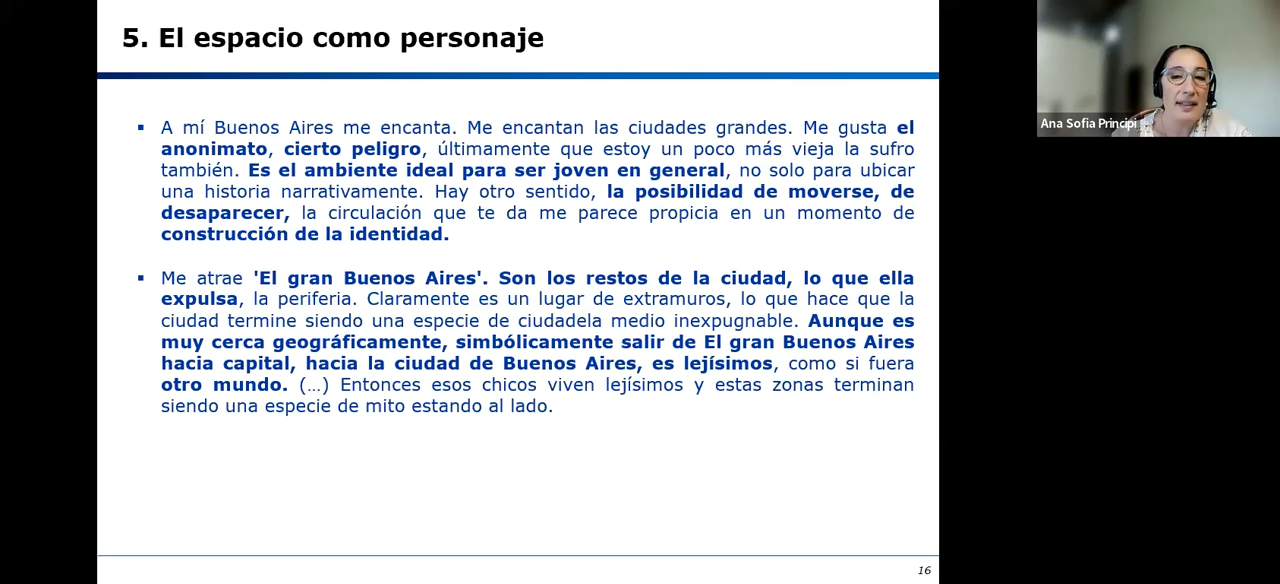 5. El espacio como personaje
▪ A mí Buenos Aires me encanta. Me encantan las ciudades grandes. Me gusta el
anonimato, cierto peligro, últimamente que estoy un poco más vieja la sufro
también. Es el ambiente ideal para ser joven en general, no solo para ubicar
una historia narrativamente. Hay otro sentido, la posibilidad de moverse, de
desaparecer, la circulación que te da me parece propicia en un momento de
construcción de la identidad.
▪ Me atrae 'El gran Buenos Aires'. Son los restos de la ciudad, lo que ella
expulsa, la periferia. Claramente es un lugar de extramuros, lo que hace que la
ciudad termine siendo una especie de ciudadela medio inexpugnable. Aunque es
muy cerca geográficamente, simbólicamente salir de El gran Buenos Aires
hacia capital, hacia la ciudad de Buenos Aires, es lejísimos, como si fuera
otro mundo. (…) Entonces esos chicos viven lejísimos y estas zonas terminan
siendo una especie de mito estando al lado.
16
Ana Sofía Principi